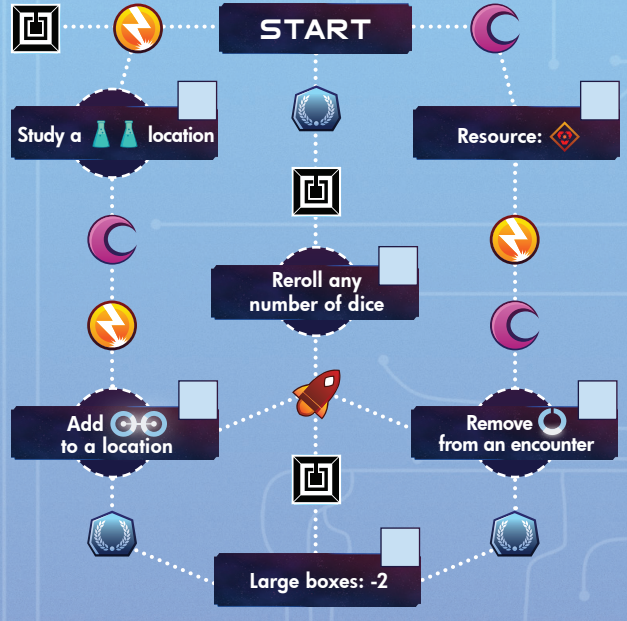 START
Study a location
Resource:
Reroll any
number of dice
Add
to a location
Remove
from an encounter
Large boxes: -2